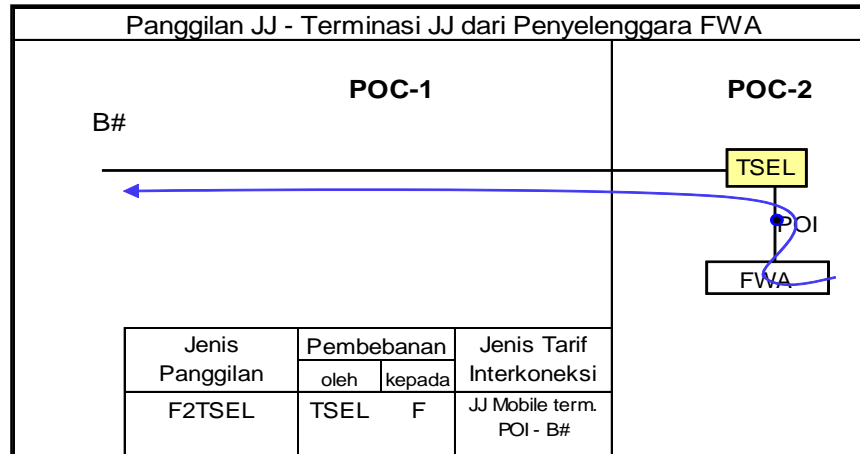 Panggilan JJ - Terminasi JJ dari Penyelenggara FWA
POC-1
POC-2
B#
TSEL
POI
FWA
Jenis Panggilan
Pembebanan
oleh
kepada
Jenis Tarif Interkoneksi
F2TSEL
TSEL
F
JJ Mobile term.
POI - B#